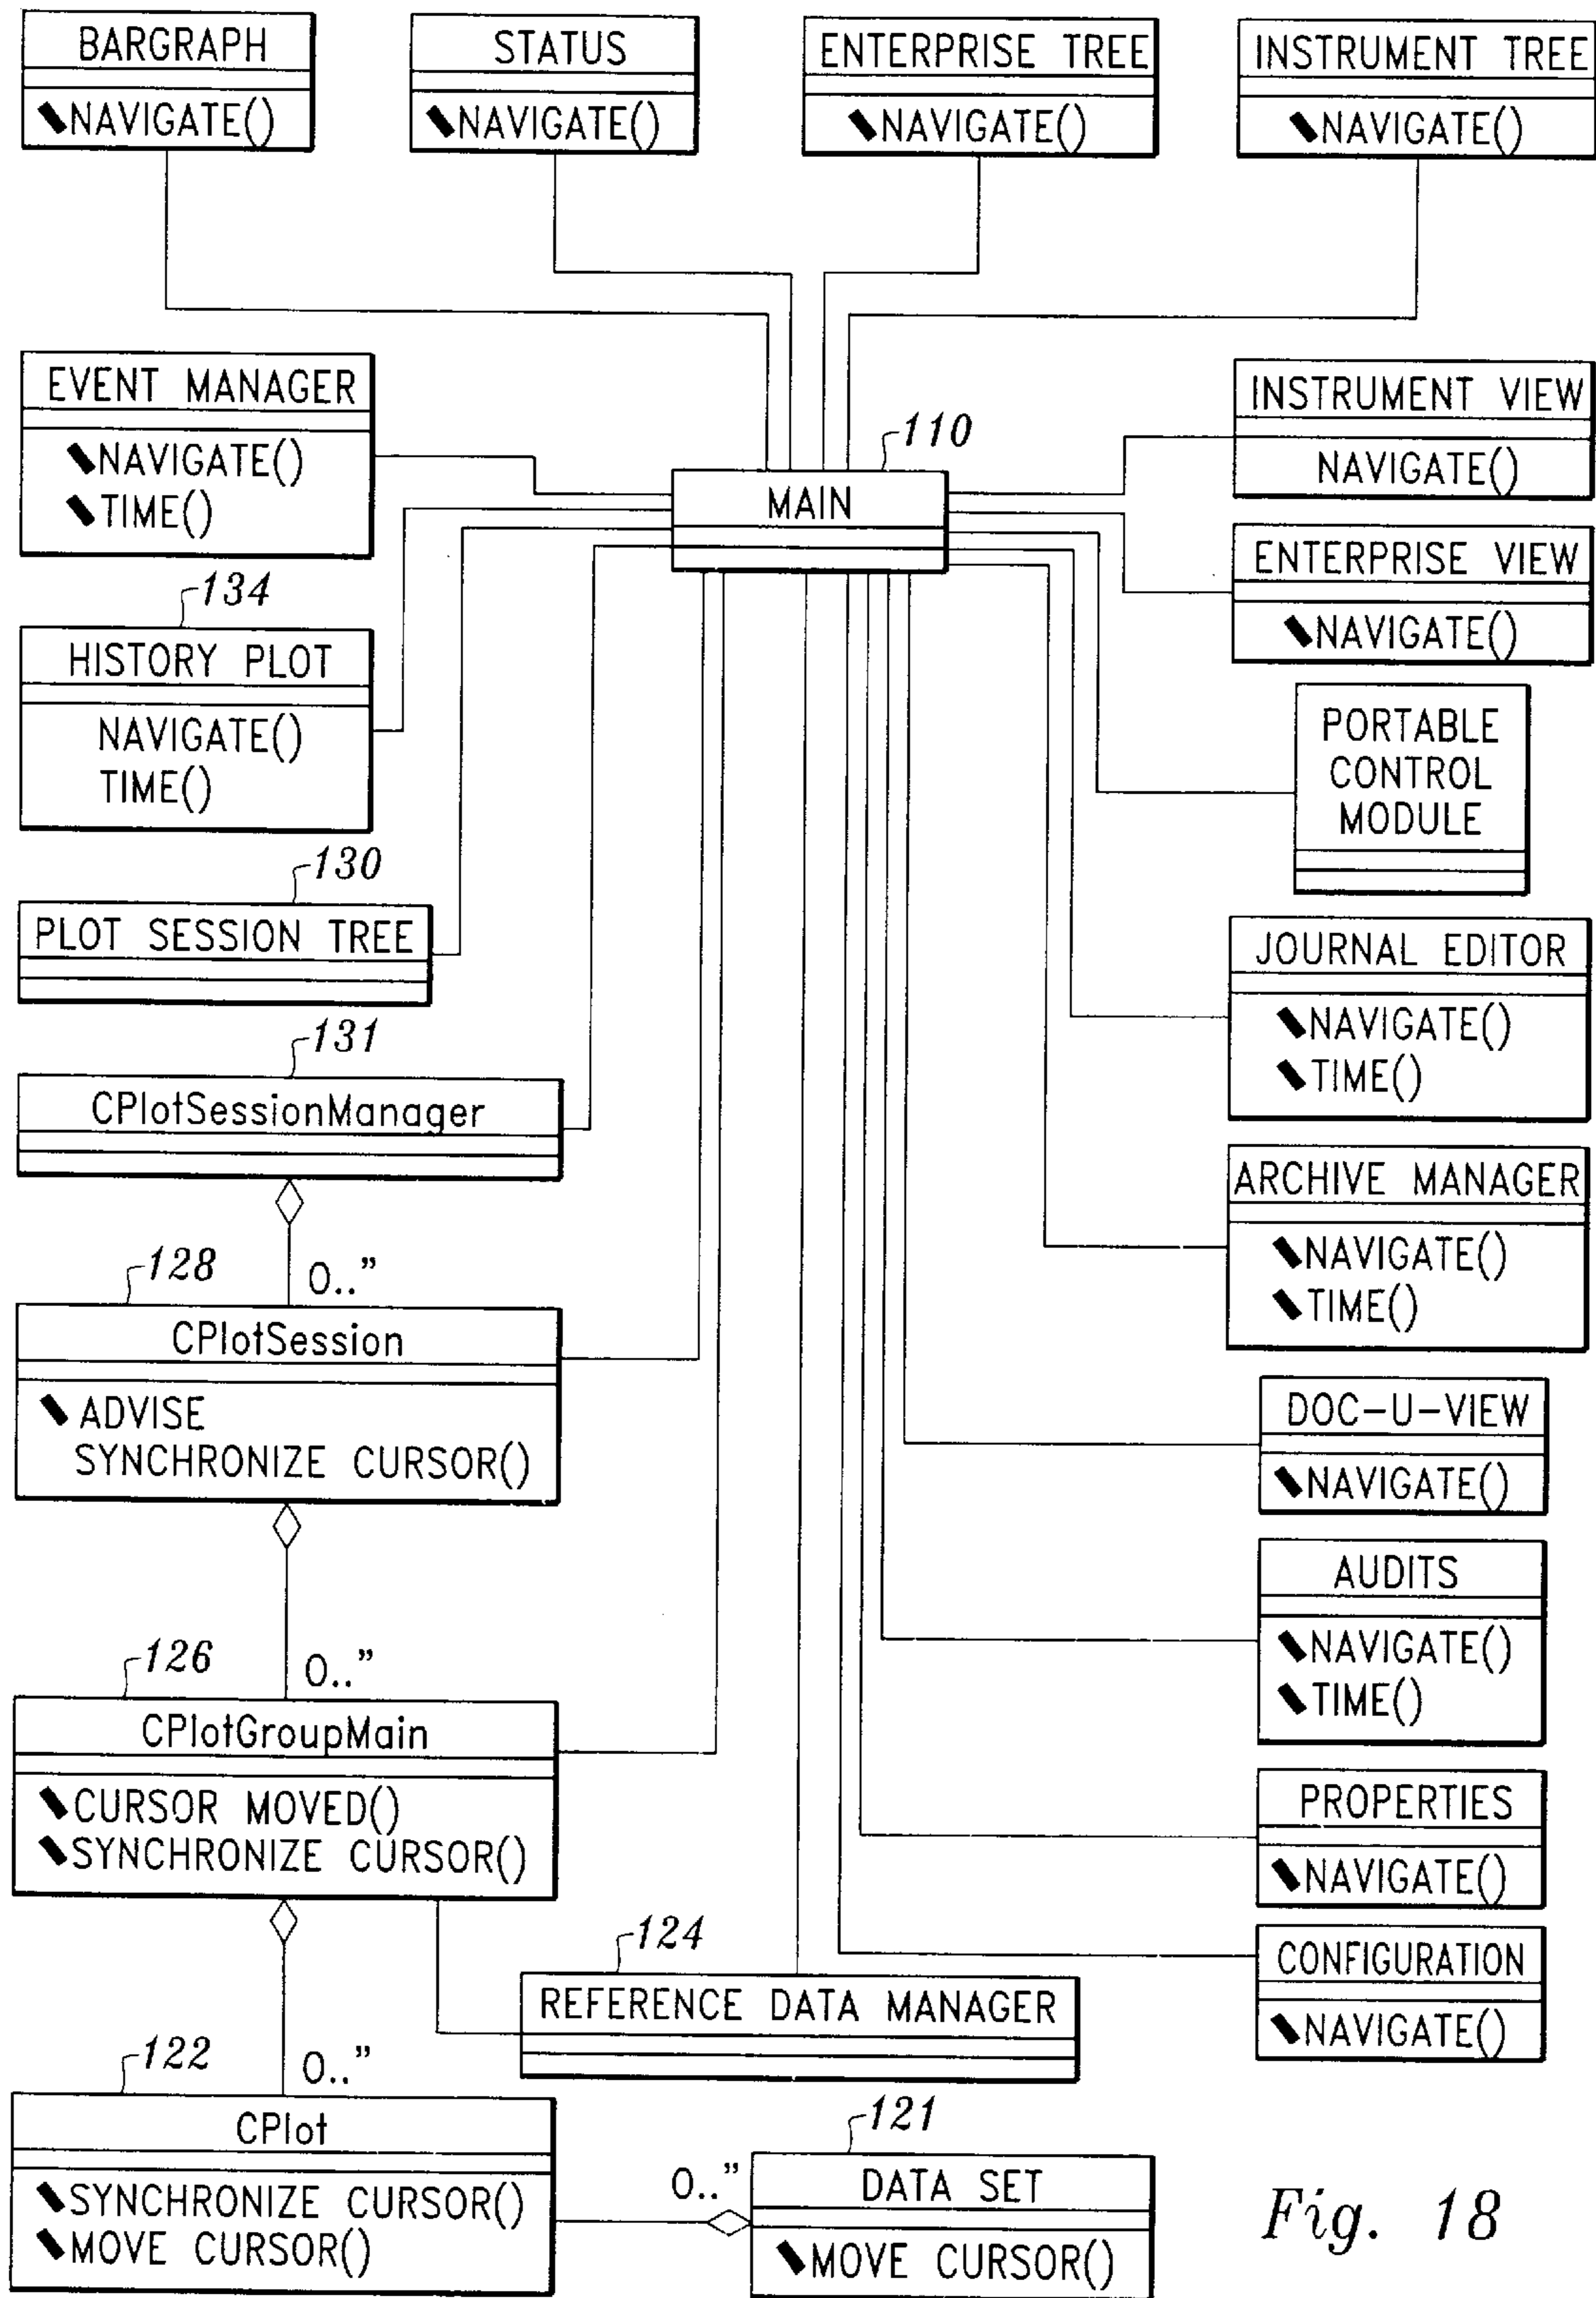 BARGRAPH
NAVIGATE()
STATUS
NAVIGATE()
ENTERPRISE TREE
NAVIGATE()
INSTRUMENT TREE
NAVIGATE()
EVENT MANAGER
NAVIGATE()
TIME()
110
MAIN
INSTRUMENT VIEW
NAVIGATE()
ENTERPRISE VIEW
NAVIGATE()
134
HISTORY PLOT
NAVIGATE()
TIME()
PORTABLE
CONTROL
MODULE
130
PLOT SESSION TREE
JOURNAL EDITOR
NAVIGATE()
TIME()
131
CPlotSessionManager
ARCHIVE MANAGER
NAVIGATE()
TIME()
128
0.."
CPlotSession
ADVISE
SYNCHRONIZE CURSOR()
DOC-U-VIEW
NAVIGATE()
AUDITS
NAVIGATE()
TIME()
126
0.."
CPlotGroupMain
CURSOR MOVED()
SYNCHRONIZE CURSOR()
PROPERTIES
NAVIGATE()
124
REFERENCE DATA MANAGER
CONFIGURATION
NAVIGATE()
122
0.."
CPlot
SYNCHRONIZE CURSOR()
MOVE CURSOR()
0.."
121
DATA SET
MOVE CURSOR()
Fig. 18